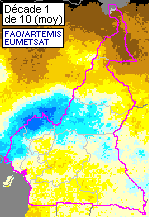 Décade 1
de 10 (moy)
FAO/ARTEMIS
EUMETSAT